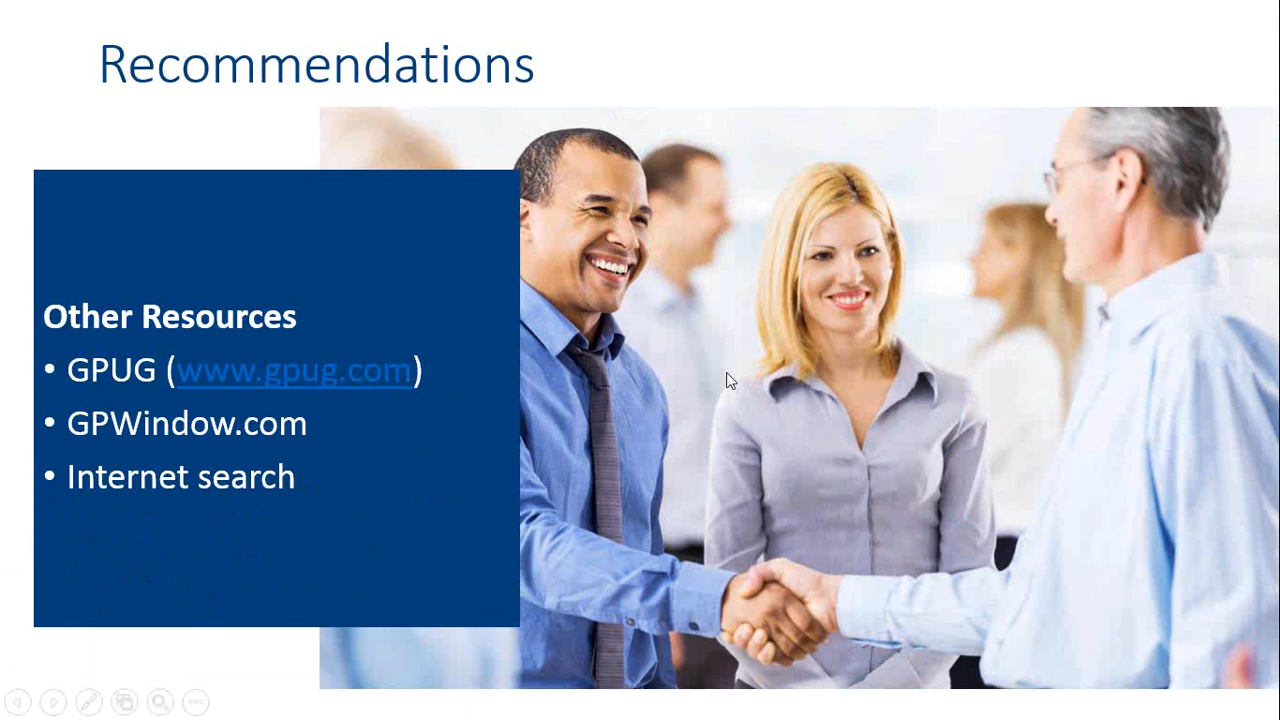 Recommendations
Other Resources
• GPUG (www.gpug.com)
• GPWindow.com
• Internet search